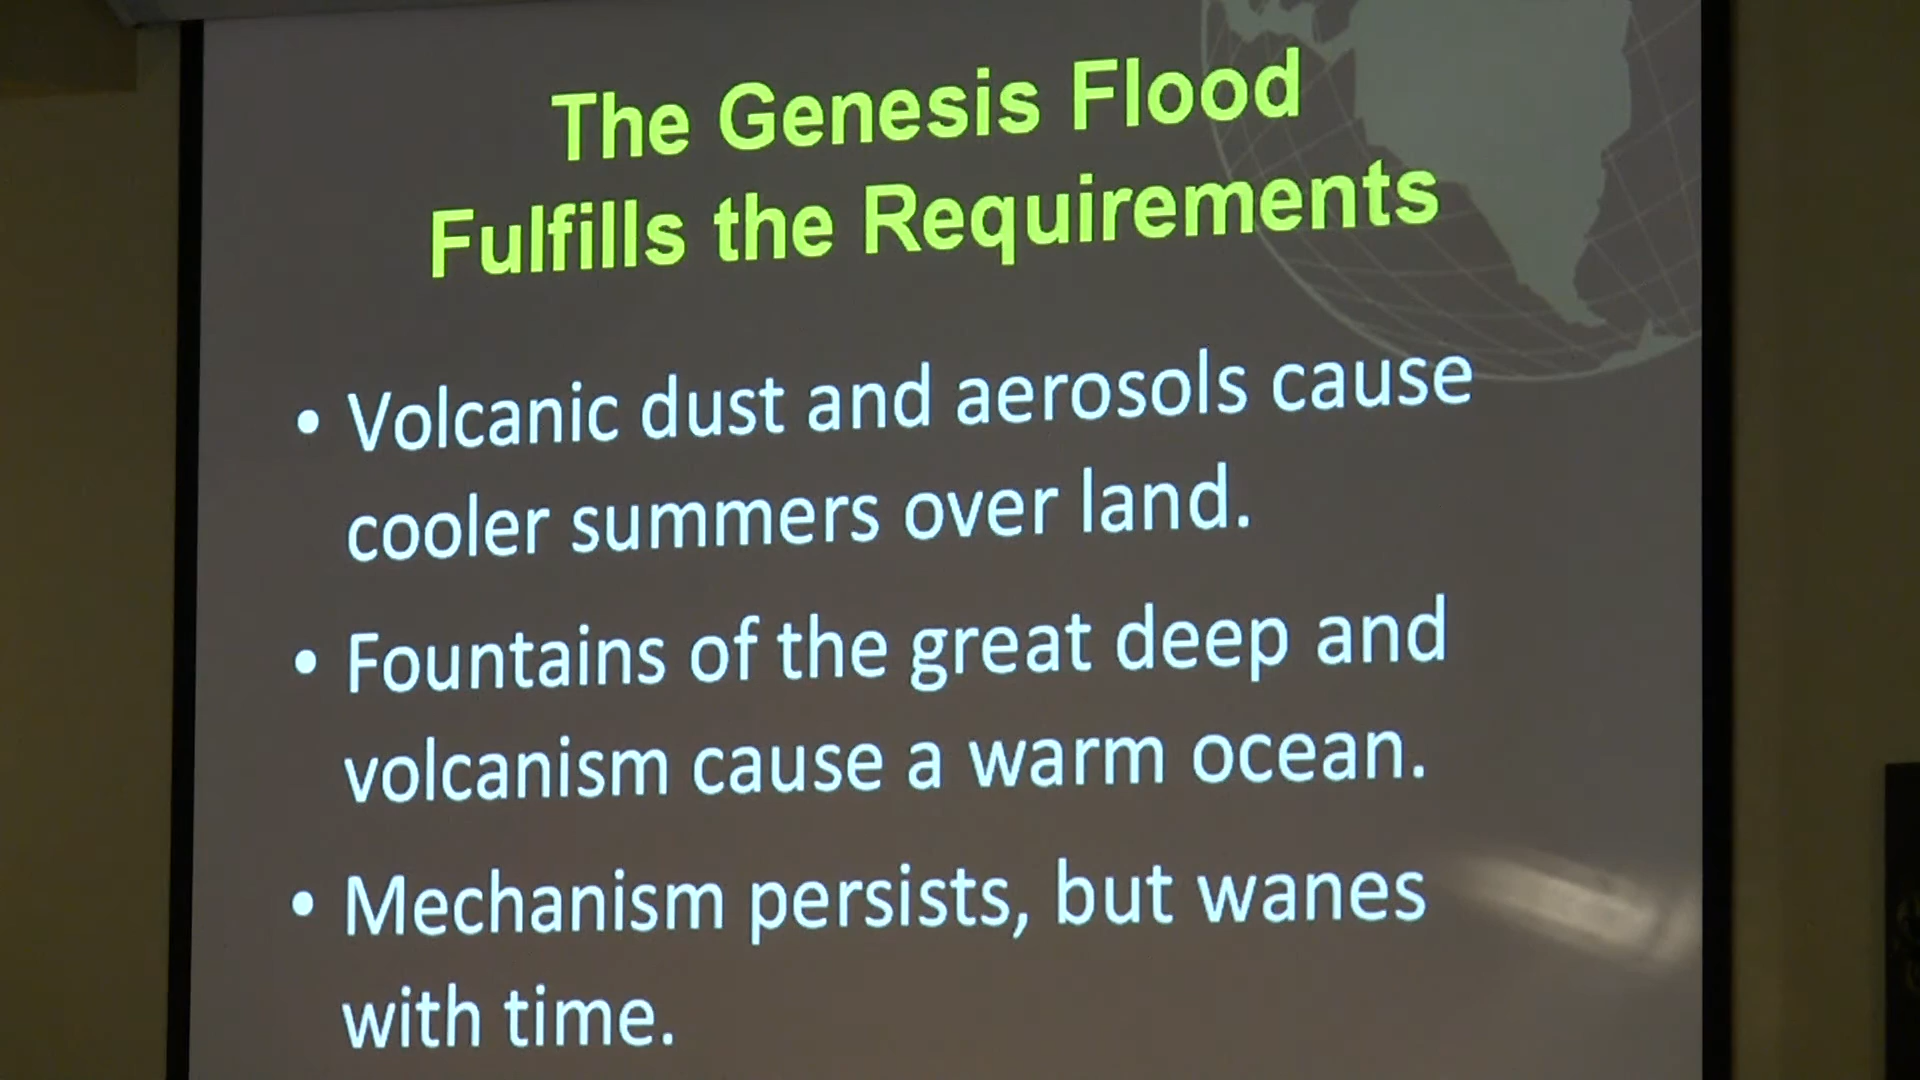 The Genesis Flood
Fulfills the Requirements
• Volcanic dust and aerosols cause
cooler summers over land.
• Fountains of the great deep and
volcanism cause a warm ocean.
• Mechanism persists, but wanes
with time.